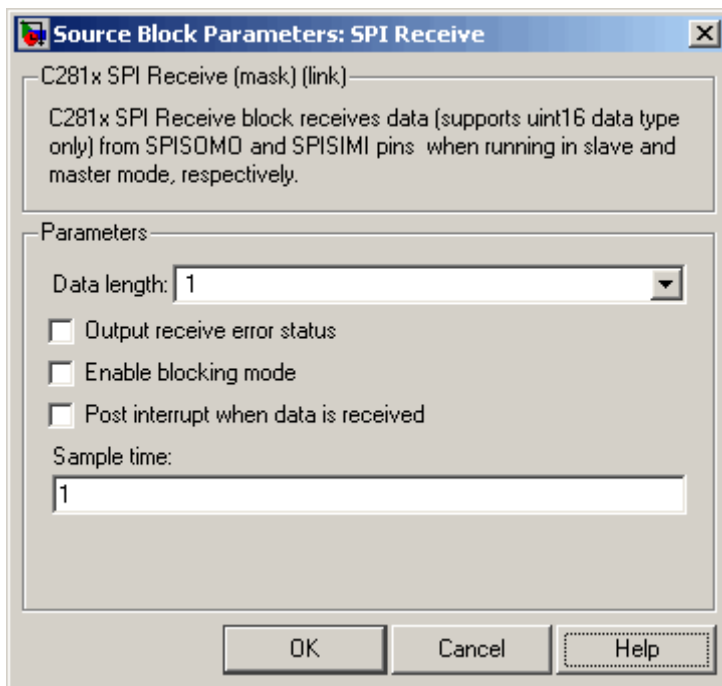 Source Block Parameters: SPI Receive
C281x SPI Receive (mask) (link)
C281x SPI Receive block receives data (supports uint16 data type
only) from SPISOMO and SPISIMI pins  when running in slave and
master mode, respectively.
Parameters
Data length: 1
Output receive error status
Enable blocking mode
Post interrupt when data is received
Sample time:
1
OK Cancel Help